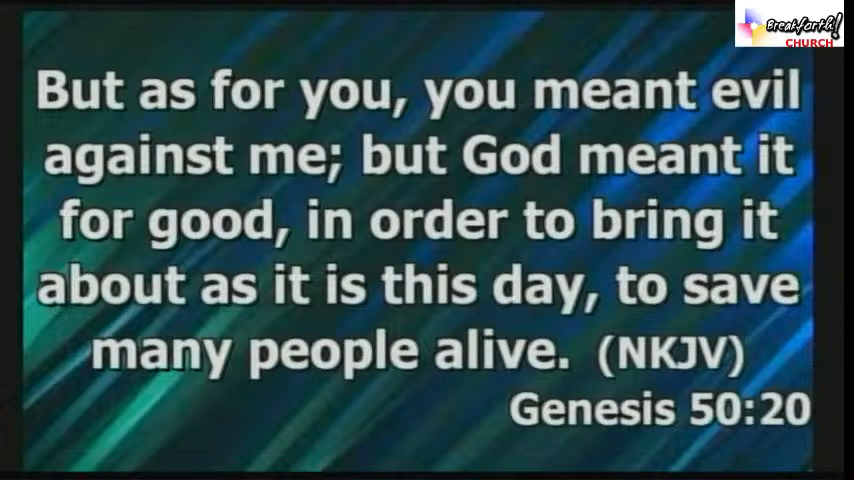 Breakforth!
CHURCH
But as for you, you meant evil
against me; but God meant it
for good, in order to bring it
about as it is this day, to save
many people alive. (NKJV)
Genesis 50:20